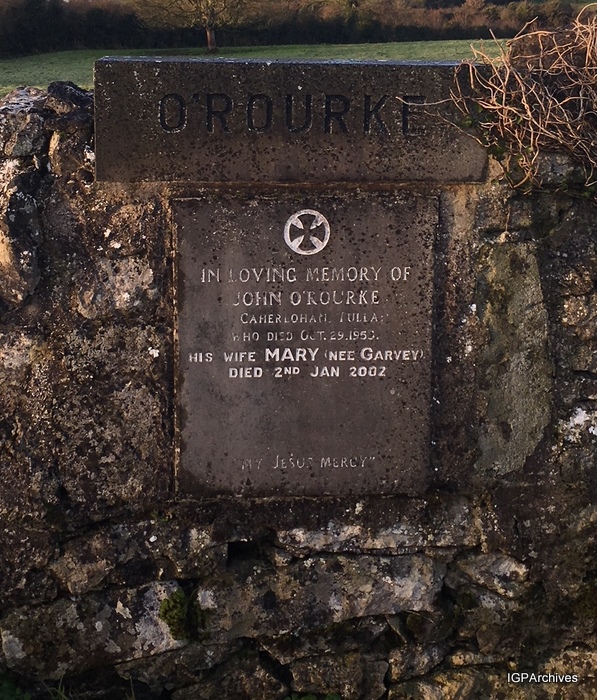 O'ROURKE
IN LOVING MEMORY OF
JOHN O'ROURKE
CAHERLOHAN, TULLA,
WHO DIED OCT. 29. 1953.
HIS WIFE MARY (NEE GARVEY)
DIED 2ND JAN 2002
"MY JESUS MERCY"
IGPArchives